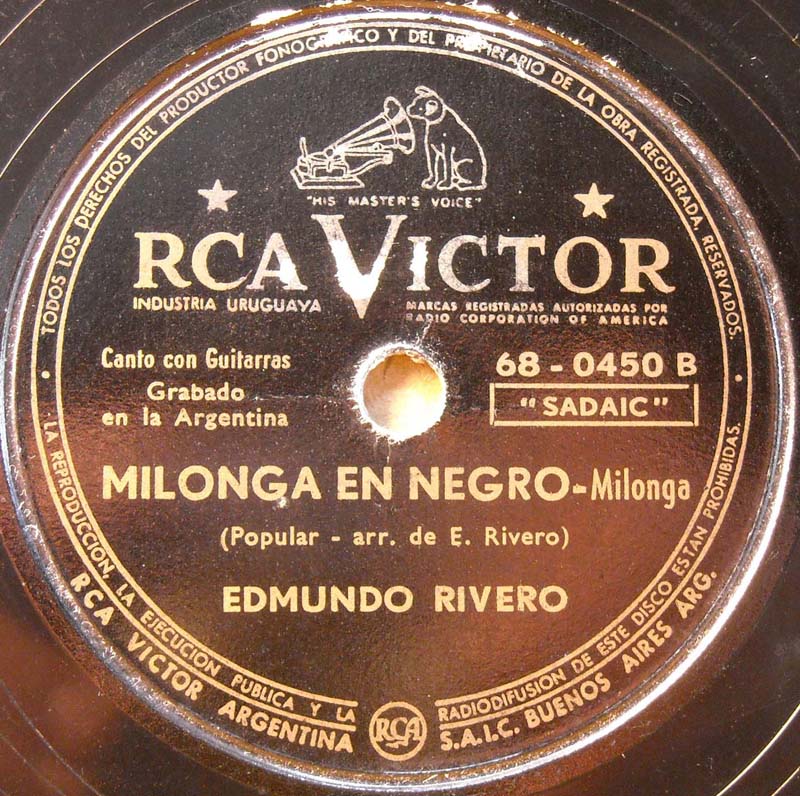 TODOS LOS DERECHOS DEL PRODUCTOR FONOGRAFICO Y DEL PROPIETARIO DE LA OBRA REGISTRADA, RESERVADOS.
"HIS MASTER'S VOICE"
RCA VICTOR
INDUSTRIA URUGUAYA
MARCAS REGISTRADAS AUTORIZADAS POR
RADIO CORPORATION OF AMERICA
Canto con Guitarras
Grabado
en la Argentina
68 - 0450 B
"SADAIC"
MILONGA EN NEGRO - Milonga
(Popular - arr. de E. Rivero)
EDMUNDO RIVERO
LA REPRODUCCION, LA EJECUCION PUBLICA Y LA RADIODIFUSION DE ESTE DISCO ESTAN PROHIBIDAS.
RCA VICTOR ARGENTINA S.A.I.C. BUENOS AIRES ARG.
RCA